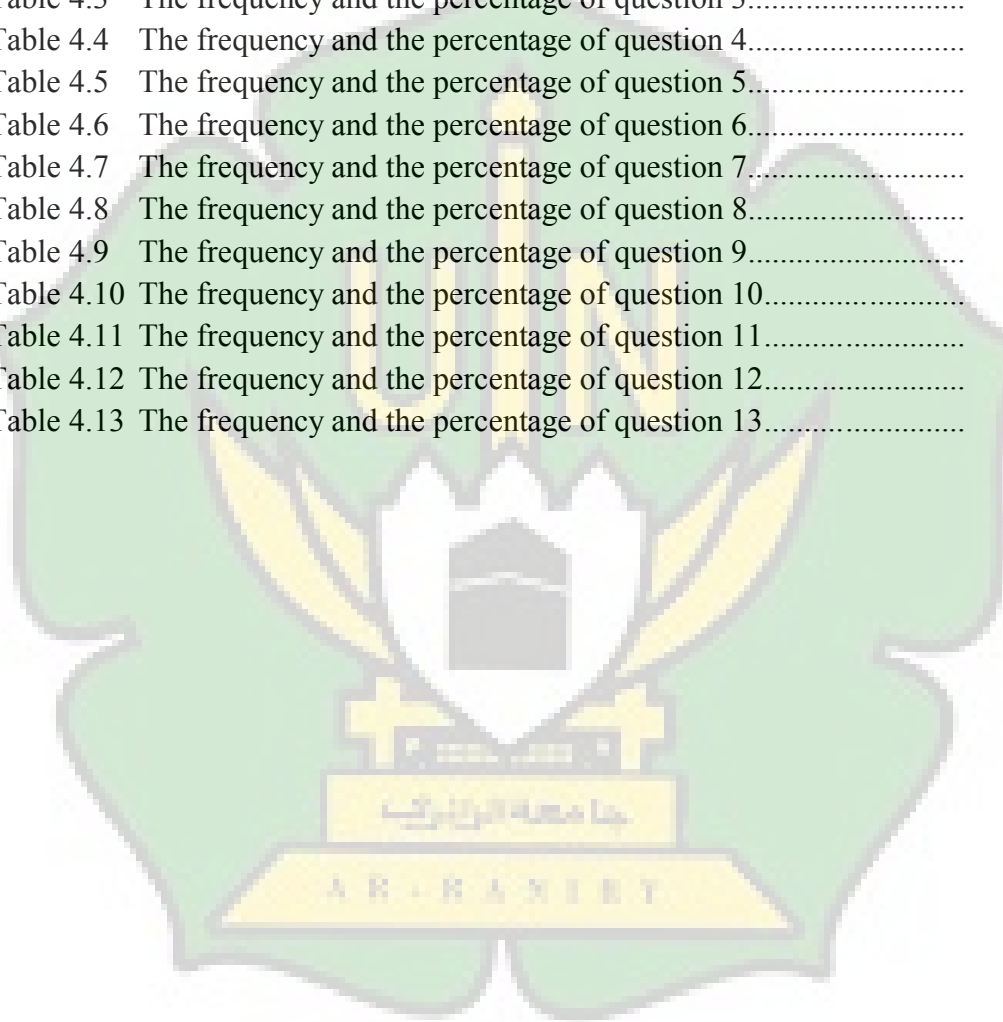 Table 4.3 The frequency and the percentage of question 3...........................
Table 4.4 The frequency and the percentage of question 4...........................
Table 4.5 The frequency and the percentage of question 5...........................
Table 4.6 The frequency and the percentage of question 6...........................
Table 4.7 The frequency and the percentage of question 7...........................
Table 4.8 The frequency and the percentage of question 8...........................
Table 4.9 The frequency and the percentage of question 9...........................
Table 4.10 The frequency and the percentage of question 10.........................
Table 4.11 The frequency and the percentage of question 11.........................
Table 4.12 The frequency and the percentage of question 12.........................
Table 4.13 The frequency and the percentage of question 13.........................
UIN
جامعة الرانري
AR-RANIRY